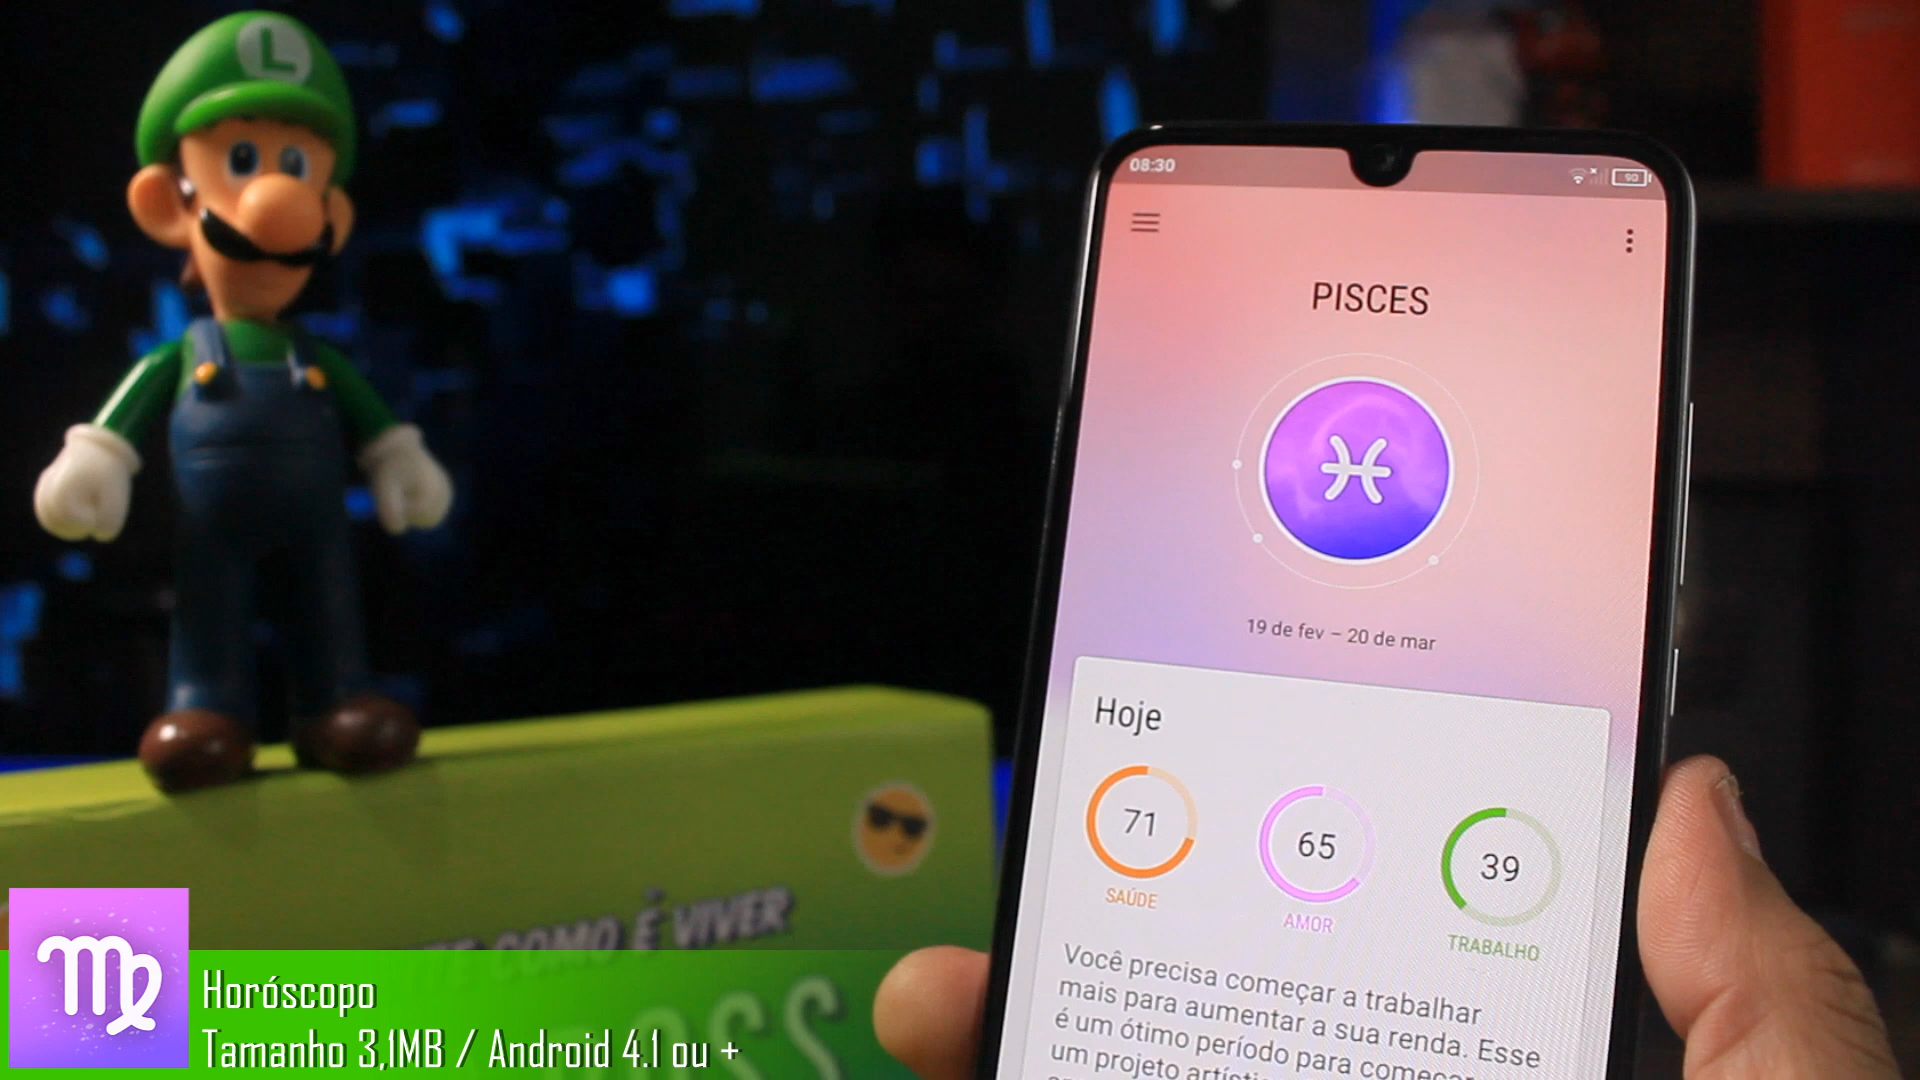 L
08:30
90
PISCES
19 de fev – 20 de mar
Hoje
71
65
39
SAÚDE
AMOR
TRABALHO
Você precisa começar a trabalhar
mais para aumentar a sua renda. Esse
é um ótimo período para começar
um projeto
COMO É VIVER
Horóscopo
Tamanho 3,1MB / Android 4.1 ou +